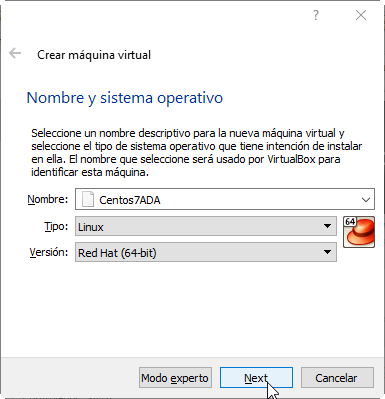 ?
Crear máquina virtual
Nombre y sistema operativo
Seleccione un nombre descriptivo para la nueva máquina virtual y
seleccione el tipo de sistema operativo que tiene intención de instalar
en ella. El nombre que seleccione será usado por VirtualBox para
identificar esta máquina.
Nombre: Centos7ADA
Tipo: Linux
64
Versión: Red Hat (64-bit)
Modo experto Next Cancelar